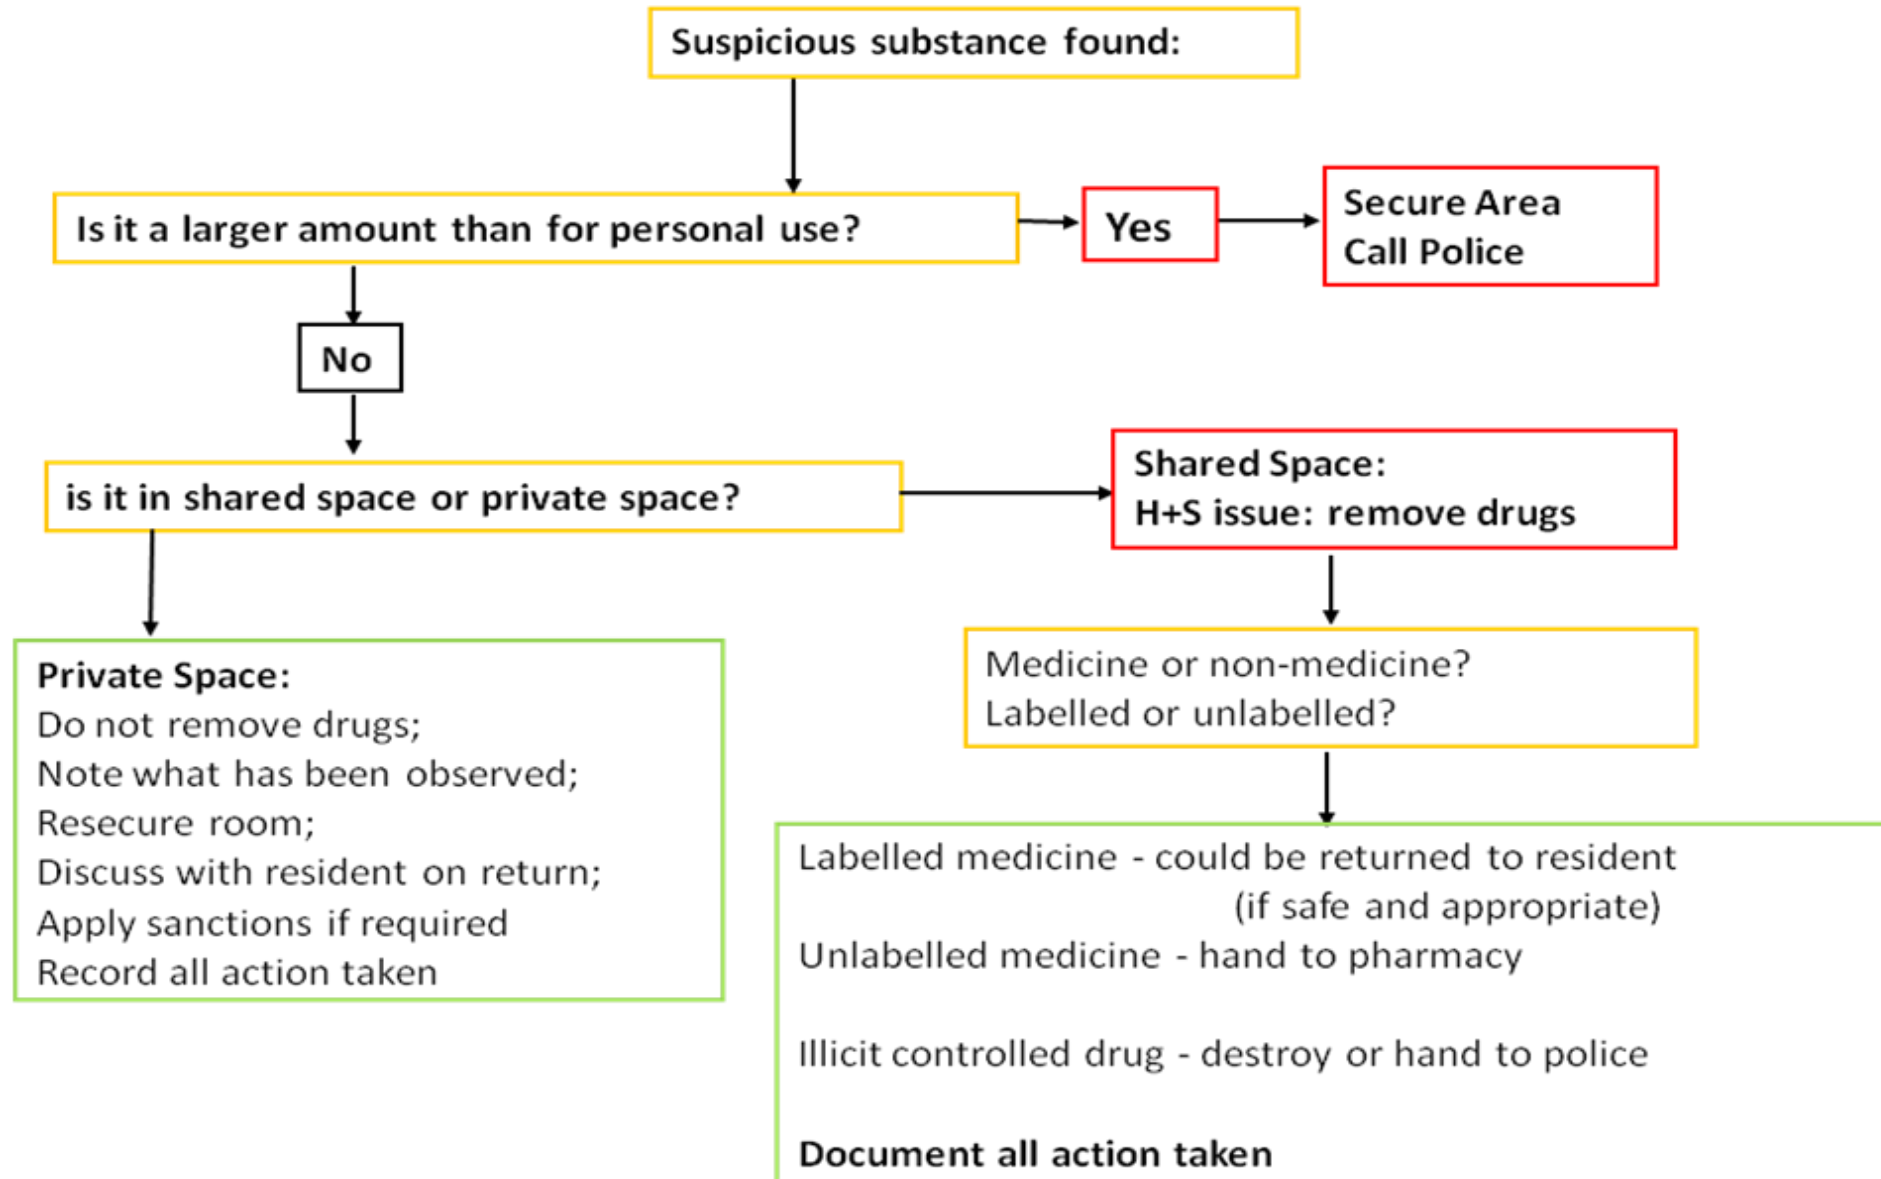 Suspicious substance found:
Is it a larger amount than for personal use?
Yes
Secure Area
Call Police
No
is it in shared space or private space?
Shared Space:
H+S issue: remove drugs
Private Space:
Do not remove drugs;
Note what has been observed;
Resecure room;
Discuss with resident on return;
Apply sanctions if required
Record all action taken
Medicine or non-medicine?
Labelled or unlabelled?
Labelled medicine - could be returned to resident
(if safe and appropriate)
Unlabelled medicine - hand to pharmacy
Illicit controlled drug - destroy or hand to police
Document all action taken